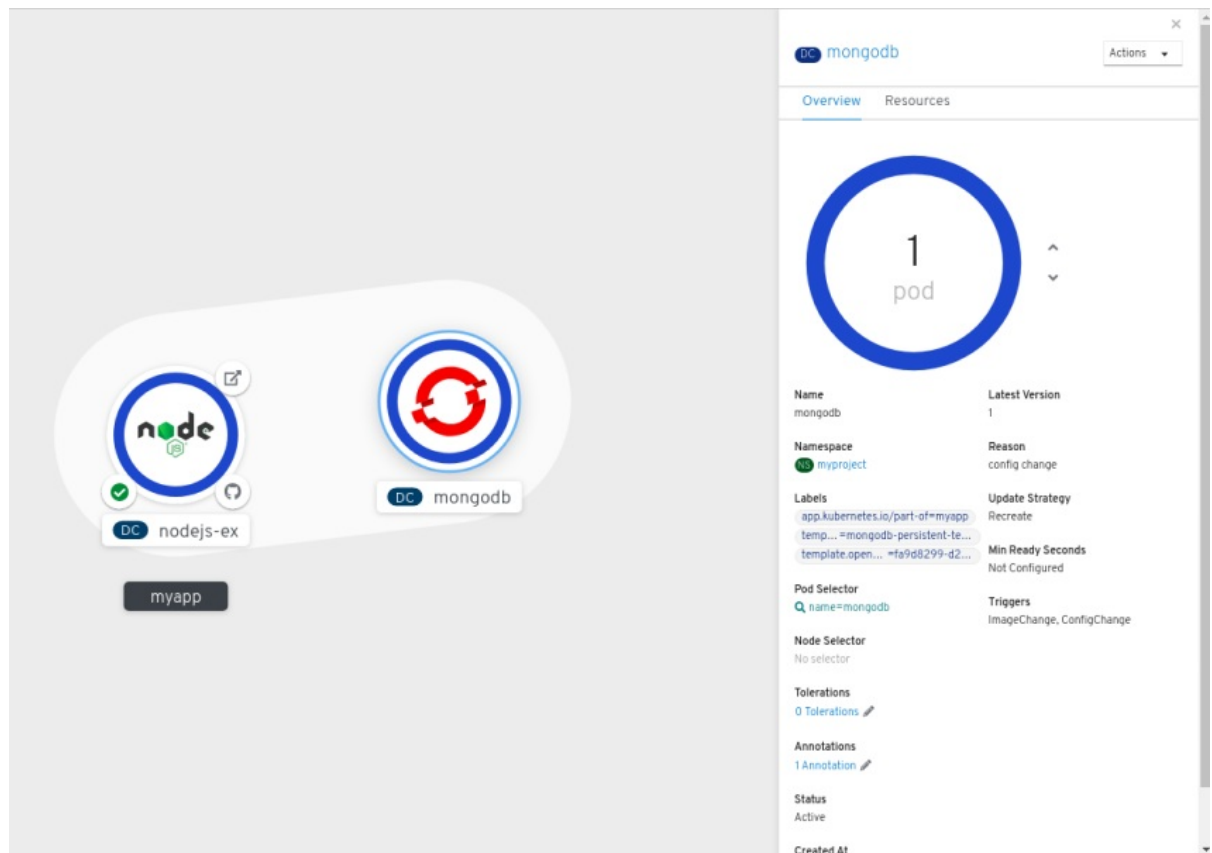 DC mongodb
Actions
Overview
Resources
1
pod
Name
mongodb
Latest Version
1
Namespace
NS myproject
Reason
config change
Labels
app.kubernetes.io/part-of=myapp
temp... =mongodb-persistent-te...
template.open... =fa9d8299-d2...
Update Strategy
Recreate
Min Ready Seconds
Not Configured
Pod Selector
name=mongodb
Triggers
ImageChange, ConfigChange
Node Selector
No selector
Tolerations
0 Tolerations
Annotations
1 Annotation
Status
Active
Created At
node
JS
DC nodejs-ex
DC mongodb
myapp